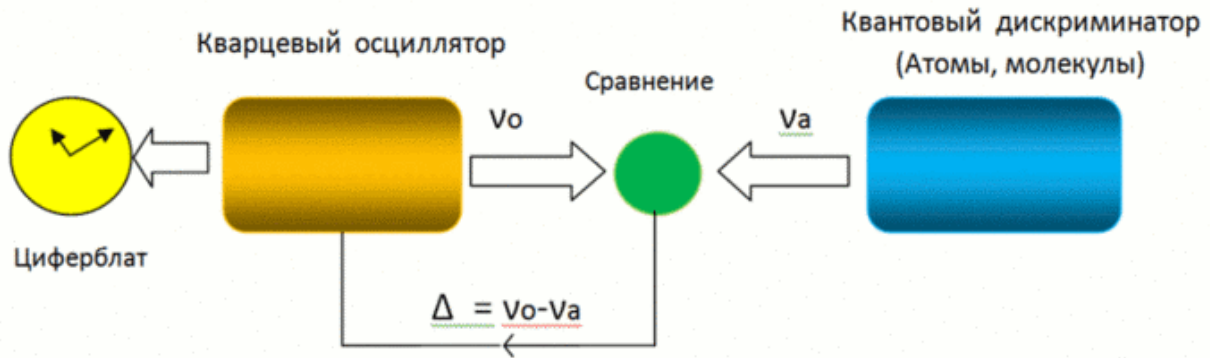 Кварцевый осциллятор
Квантовый дискриминатор
(Атомы, молекулы)
Сравнение
Vo
Va
Циферблат
Δ = Vo-Va